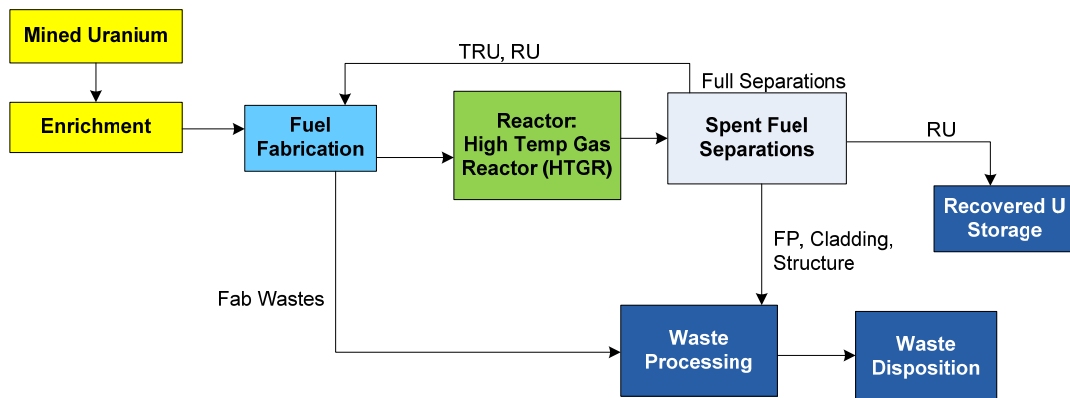 Mined Uranium
TRU, RU
Full Separations
Enrichment
Fuel
Fabrication
Reactor:
High Temp Gas
Reactor (HTGR)
Spent Fuel
Separations
RU
Recovered U
Storage
FP, Cladding,
Structure
Fab Wastes
Waste
Processing
Waste
Disposition